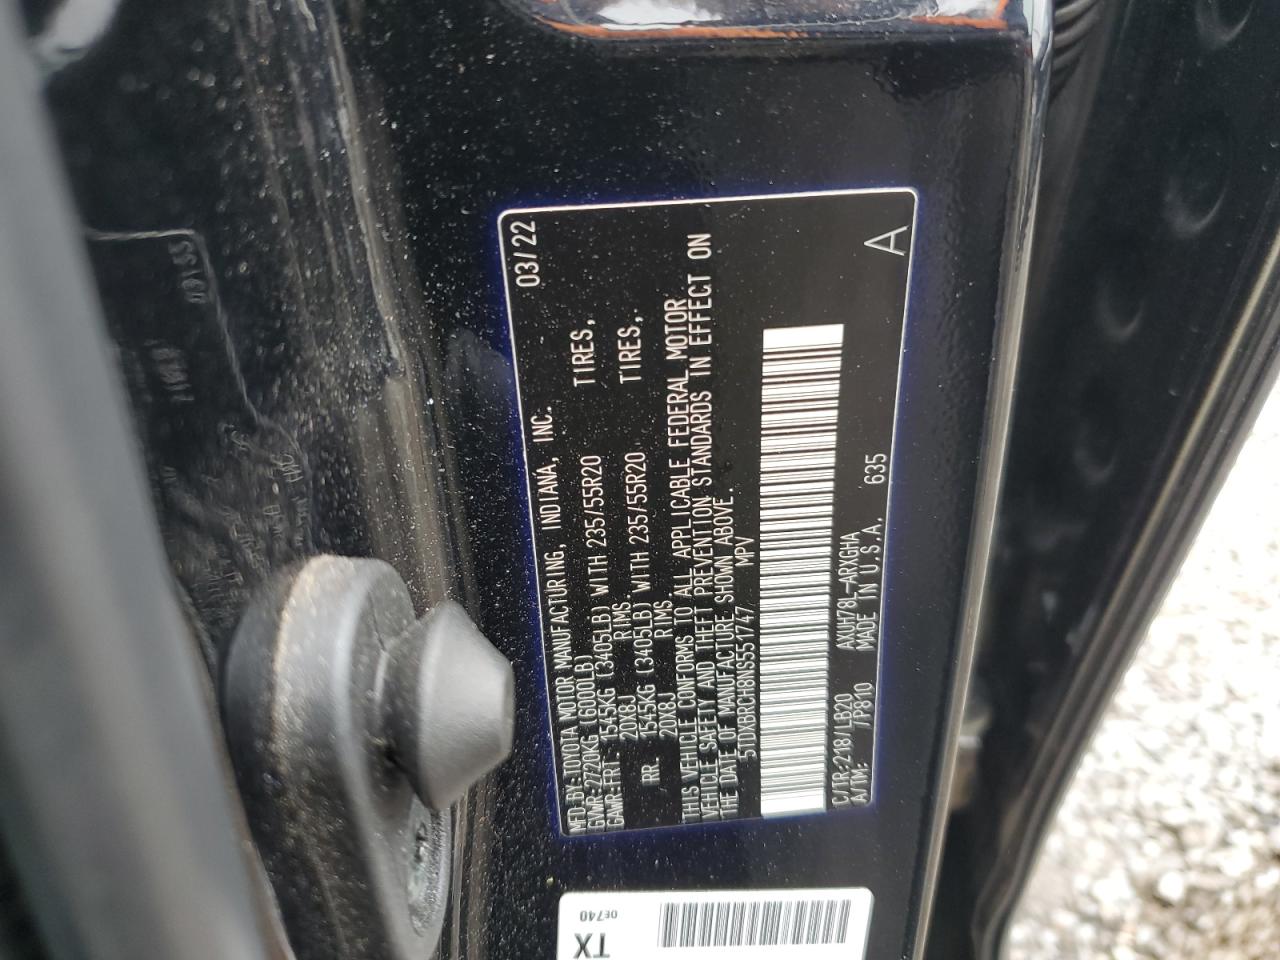 MFD.BY: TOYOTA MOTOR MANUFACTURING, INDIANA, INC. 03/22
GVWR-2720KG (6000LB)
GAWR-FRT. 1545KG (3405LB) WITH 235/55R20 TIRES,
20X8J RIMS
RR. 1545KG (3405LB) WITH 235/55R20 TIRES,
20X8J RIMS
THIS VEHICLE CONFORMS TO ALL APPLICABLE FEDERAL MOTOR
VEHICLE SAFETY AND THEFT PREVENTION STANDARDS IN EFFECT ON
THE DATE OF MANUFACTURE SHOWN ABOVE.
5TDXBRCH8NS551747 MPV
C/TR-218/LB20 AXUH78L-ARXGHA
A/TM: /P810 MADE IN U.S.A. 635
A
TX
0E740